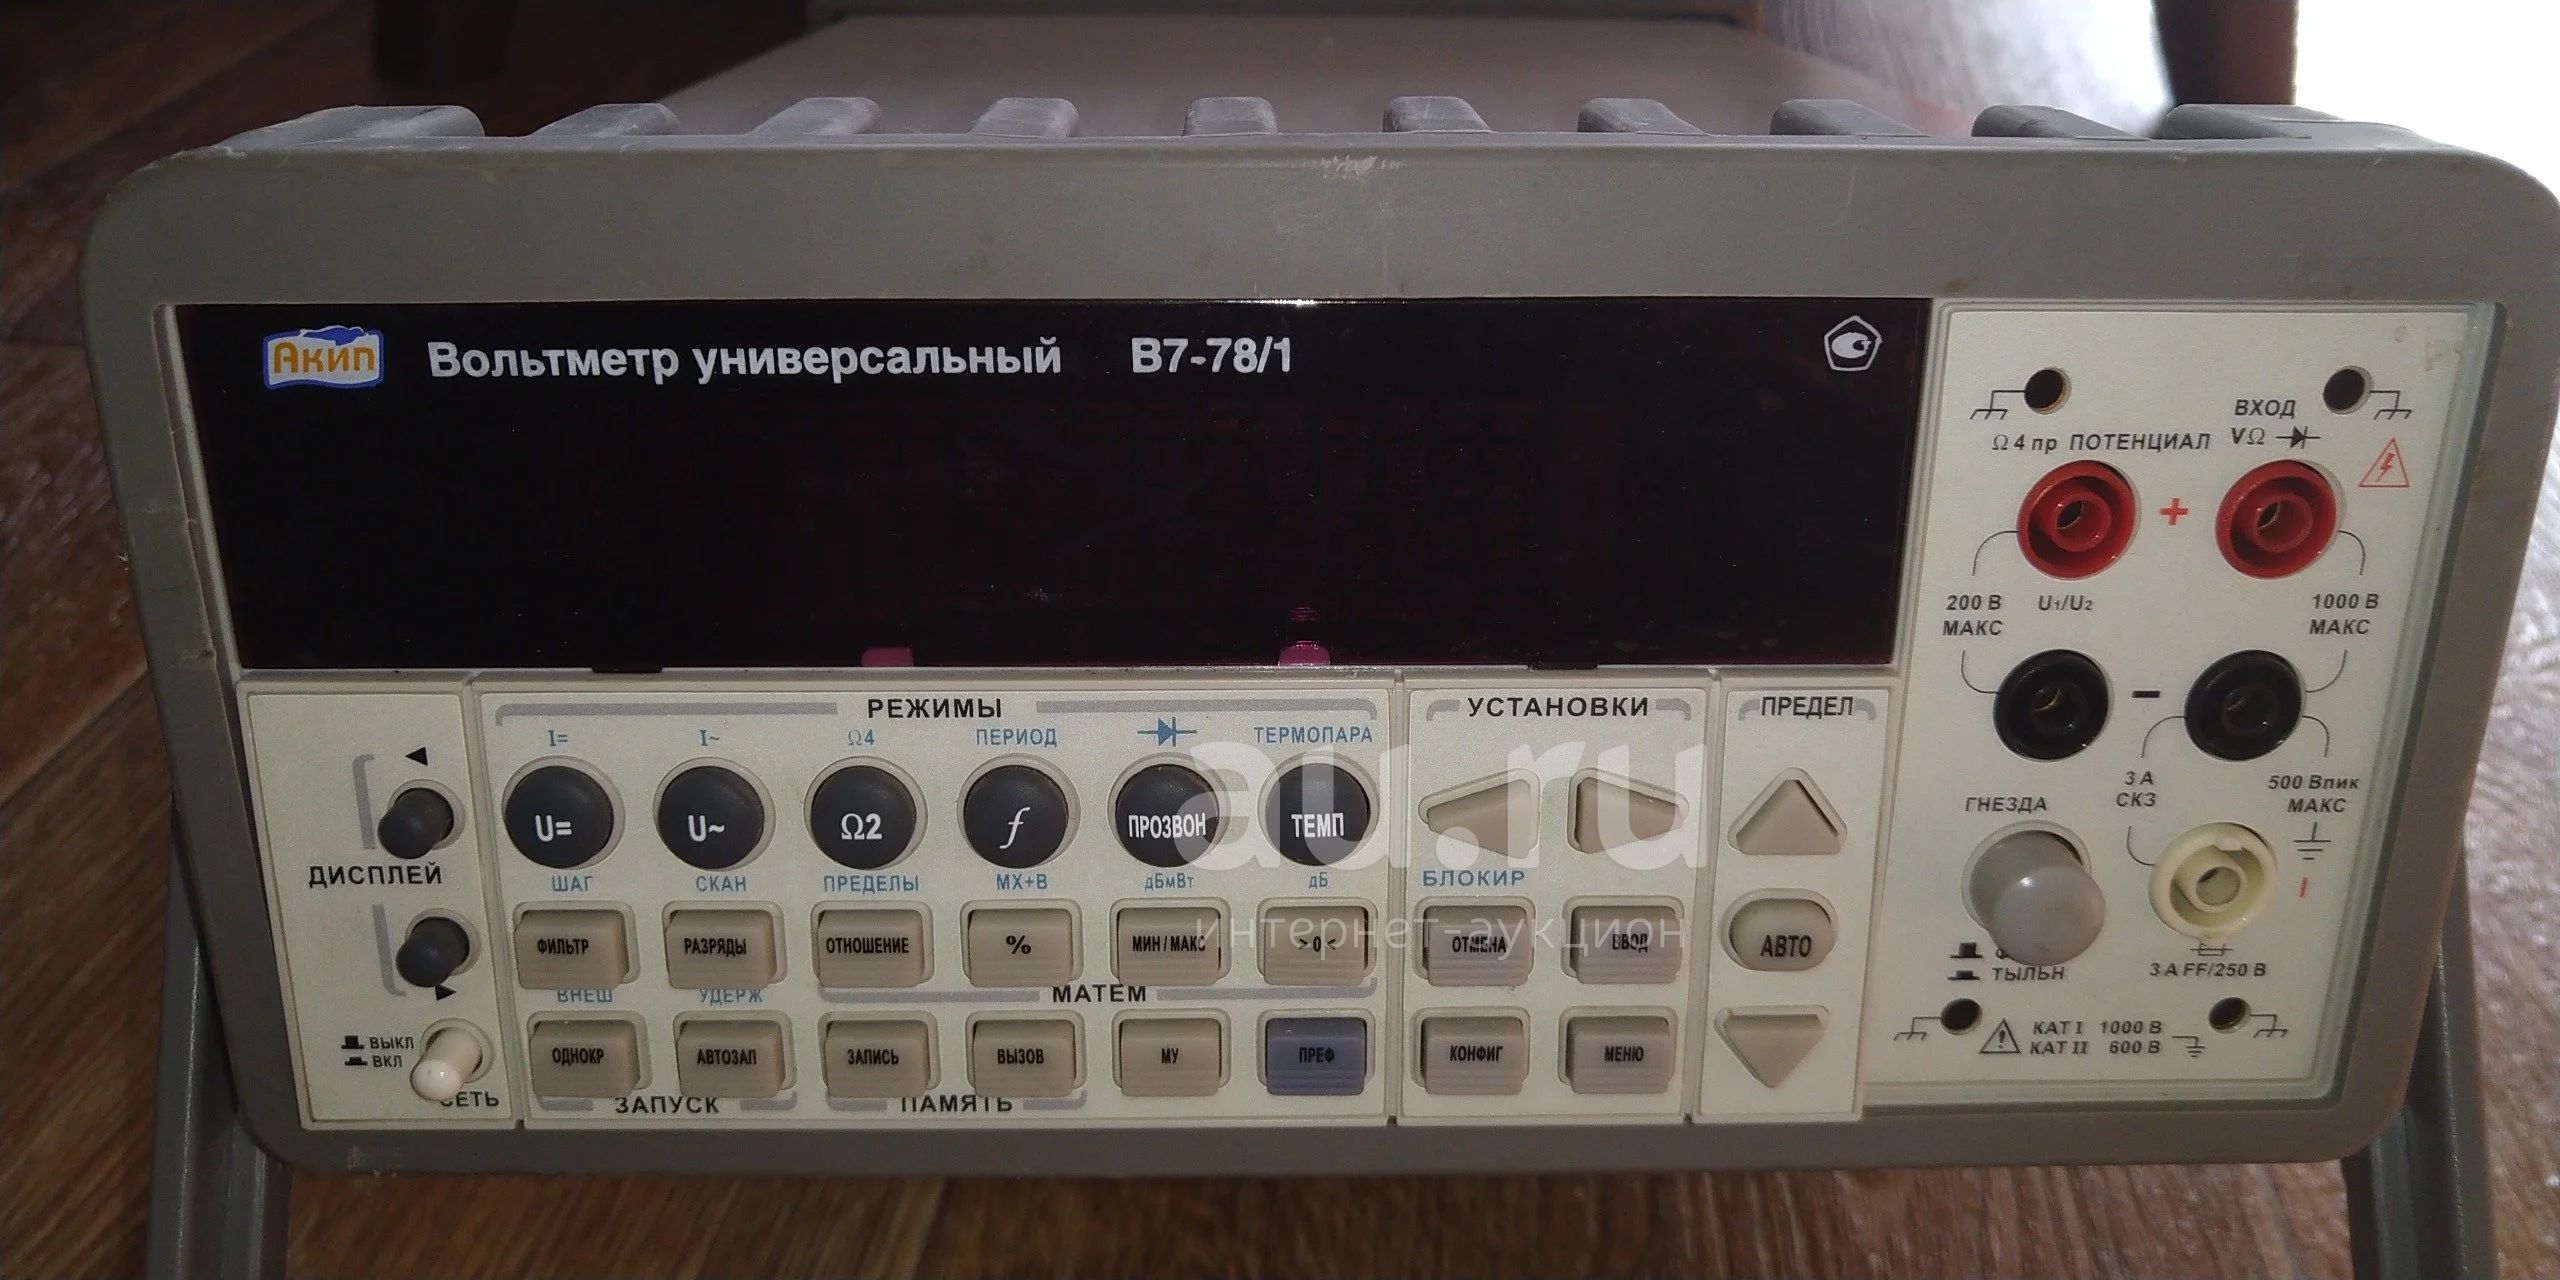 Акип Вольтметр универсальный В7-78/1
ВХОД
Ω 4 пр ПОТЕНЦИАЛ VΩ
+
200 В МАКС
U₁/U₂
1000 В МАКС
-
3 А СКЗ
500 Впик МАКС
ГНЕЗДА
ТЫЛЬН
3 А FF/250 В
КАТ I 1000 В
КАТ II 600 В
I
ДИСПЛЕЙ
ВЫКЛ
ВКЛ
СЕТЬ
РЕЖИМЫ
I= I~ Ω4 ПЕРИОД ТЕРМОПАРА
U= U~ Ω2 f ПРОЗВОН ТЕМП
ШАГ СКАН ПРЕДЕЛЫ МХ+В дБмВт дБ
ФИЛЬТР РАЗРЯДЫ ОТНОШЕНИЕ % МИН / МАКС > 0 <
ВНЕШ УДЕРЖ МАТЕМ
ОДНОКР АВТОЗАП ЗАПИСЬ ВЫЗОВ МУ ПРЕФ
ЗАПУСК ПАМЯТЬ
УСТАНОВКИ
БЛОКИР
ОТМЕНА ВВОД
КОНФИГ МЕНЮ
ПРЕДЕЛ
АВТО
au.ru
интернет-аукцион